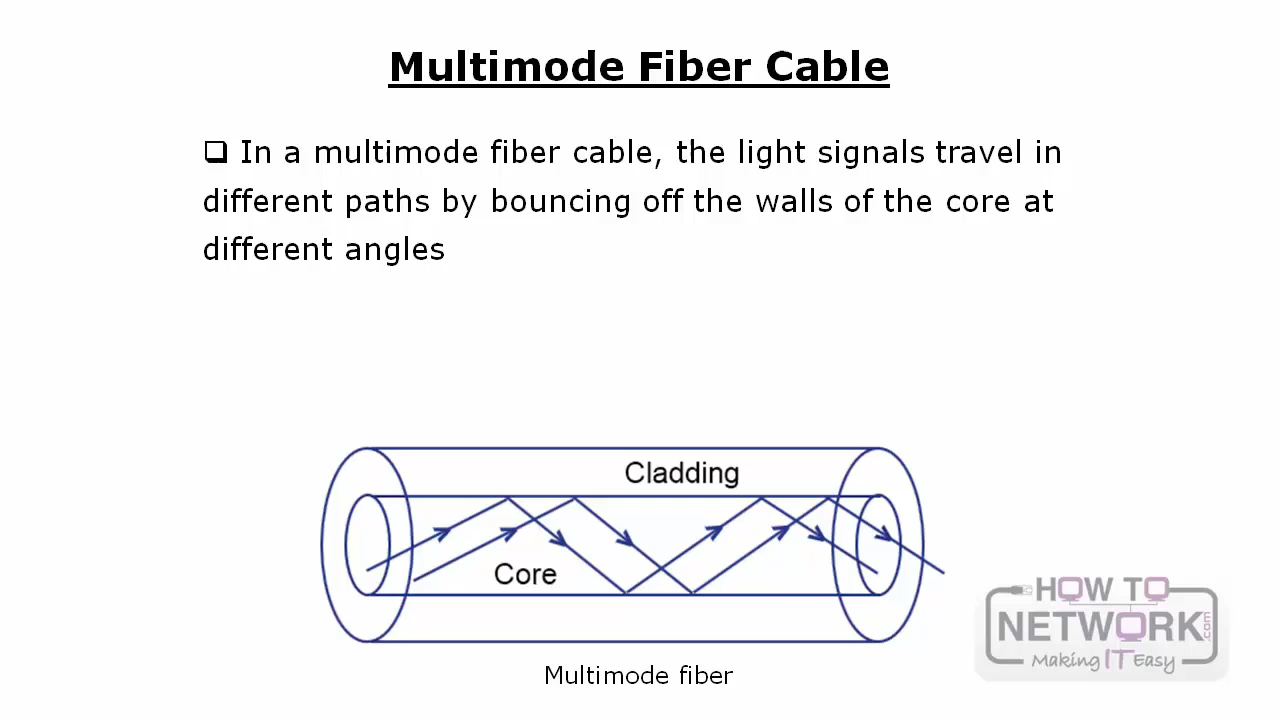 Multimode Fiber Cable
❑ In a multimode fiber cable, the light signals travel in
different paths by bouncing off the walls of the core at
different angles
Cladding
Core
Multimode fiber
HOW TO
NETWORK.com
Making IT Easy